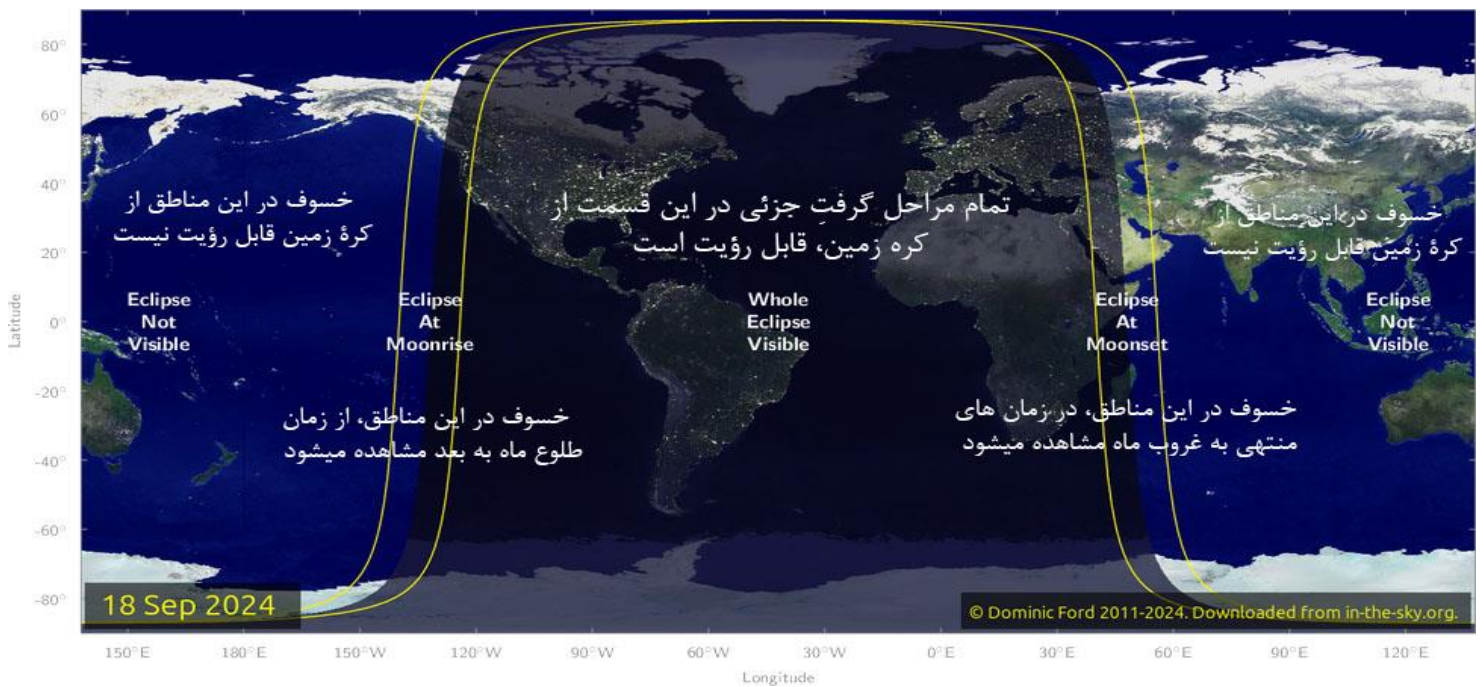 80°
60°
40°
20°
0°
-20°
-40°
-60°
-80°
Latitude
خسوف در این مناطق از
کرهٔ زمین قابل رؤیت نیست
تمام مراحل گرفتِ جزئی در این قسمت از
کره زمین، قابل رؤیت است
خسوف در این مناطق از
کرهٔ زمین قابل رؤیت نیست
Eclipse
Not
Visible
Eclipse
At
Moonrise
Whole
Eclipse
Visible
Eclipse
At
Moonset
Eclipse
Not
Visible
خسوف در این مناطق، از زمان
طلوع ماه به بعد مشاهده میشود
خسوف در این مناطق، در زمان های
منتهی به غروب ماه مشاهده میشود
18 Sep 2024
© Dominic Ford 2011-2024. Downloaded from in-the-sky.org.
150°E 180°E 150°W 120°W 90°W 60°W 30°W 0°E 30°E 60°E 90°E 120°E
Longitude